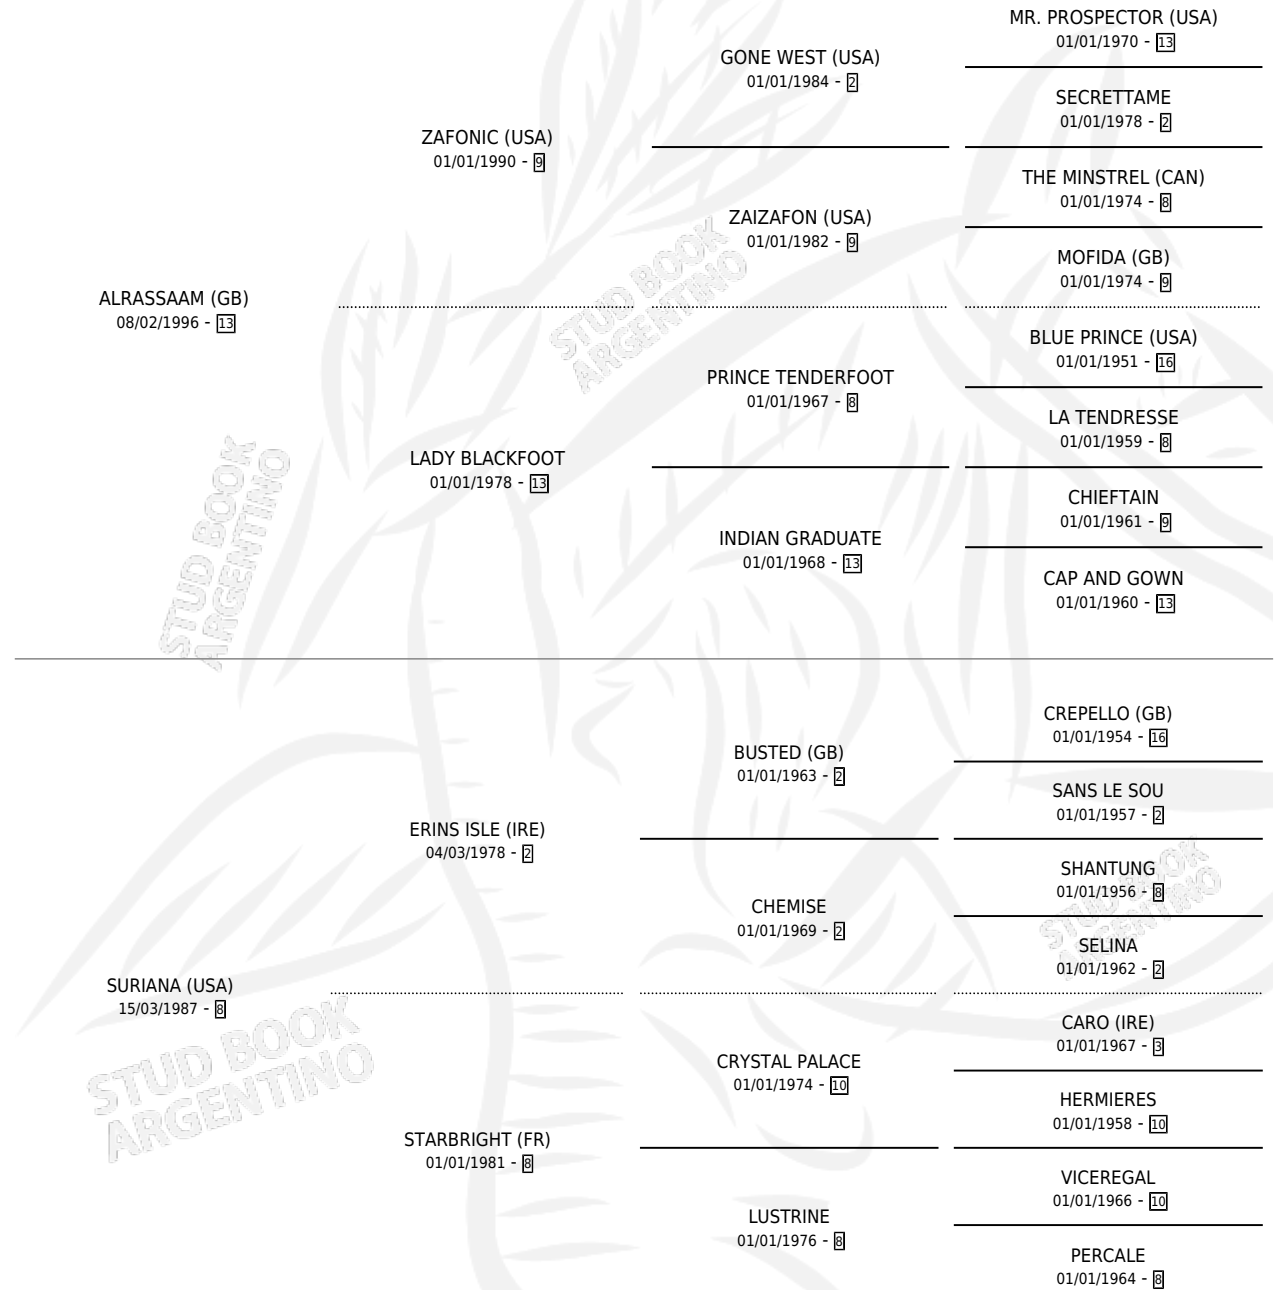 MR. PROSPECTOR (USA)
01/01/1970 - 13
GONE WEST (USA)
01/01/1984 - 2
SECRETTAME
01/01/1978 - 2
ZAFONIC (USA)
01/01/1990 - 9
THE MINSTREL (CAN)
01/01/1974 - 8
ZAIZAFON (USA)
01/01/1982 - 9
MOFIDA (GB)
01/01/1974 - 9
ALRASSAAM (GB)
08/02/1996 - 13
BLUE PRINCE (USA)
01/01/1951 - 16
PRINCE TENDERFOOT
01/01/1967 - 8
LA TENDRESSE
01/01/1959 - 8
LADY BLACKFOOT
01/01/1978 - 13
CHIEFTAIN
01/01/1961 - 9
INDIAN GRADUATE
01/01/1968 - 13
CAP AND GOWN
01/01/1960 - 13
CREPELLO (GB)
01/01/1954 - 16
BUSTED (GB)
01/01/1963 - 2
SANS LE SOU
01/01/1957 - 2
ERINS ISLE (IRE)
04/03/1978 - 2
SHANTUNG
01/01/1956 - 8
CHEMISE
01/01/1969 - 2
SELINA
01/01/1962 - 2
SURIANA (USA)
15/03/1987 - 8
CARO (IRE)
01/01/1967 - 3
CRYSTAL PALACE
01/01/1974 - 10
HERMIERES
01/01/1958 - 10
STARBRIGHT (FR)
01/01/1981 - 8
VICEREGAL
01/01/1966 - 10
LUSTRINE
01/01/1976 - 8
PERCALE
01/01/1964 - 8
STUD BOOK
ARGENTINO
STUD BOOK
ARGENTINO
STUD BOOK
ARGENTINO
STUD BOOK
ARGENTINO